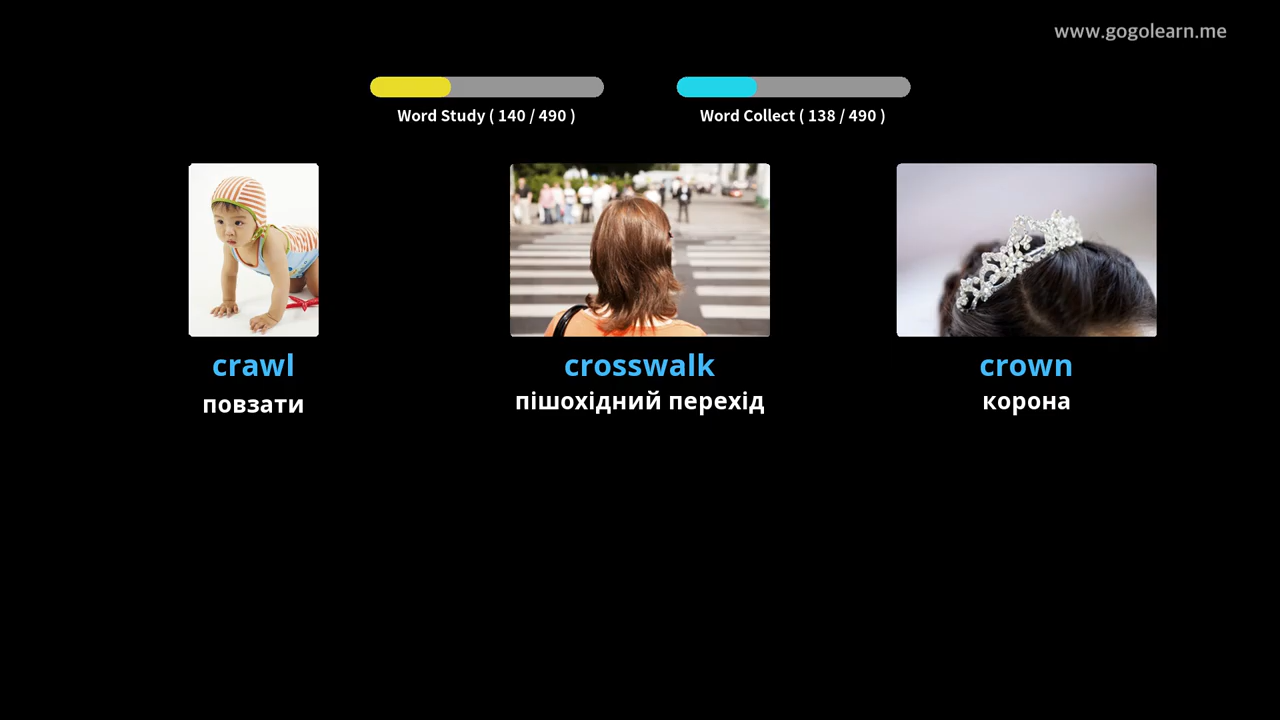 www.gogolearn.me
Word Study ( 140 / 490 )
Word Collect ( 138 / 490 )
crawl
crosswalk
crown
повзати
пішохідний перехід
корона